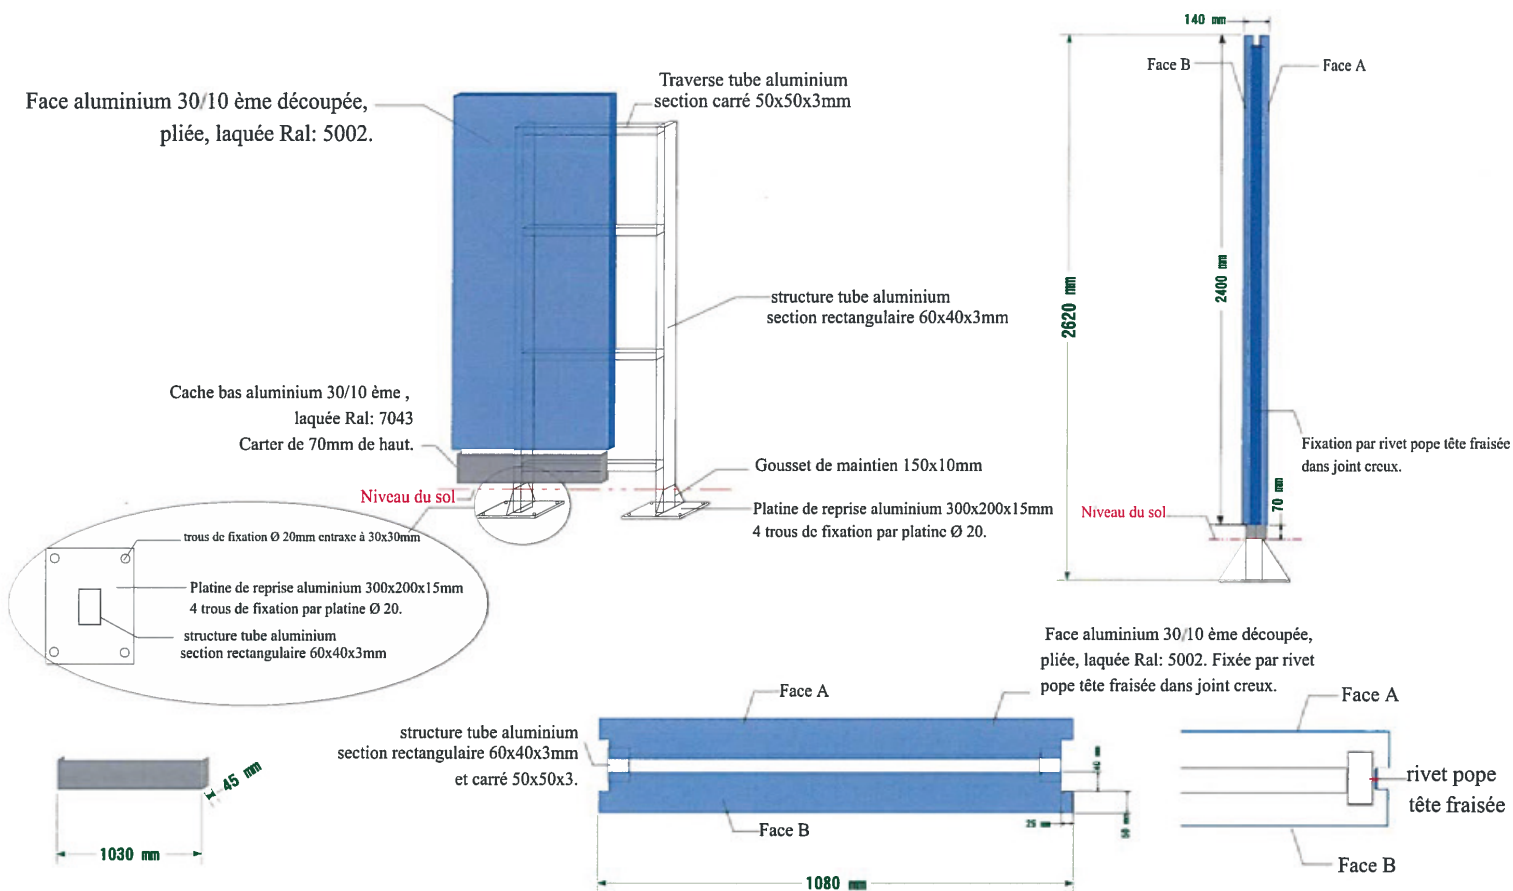 Face aluminium 30/10 ème découpée,
pliée, laquée Ral: 5002.
Traverse tube aluminium
section carré 50x50x3mm
structure tube aluminium
section rectangulaire 60x40x3mm
Cache bas aluminium 30/10 ème ,
laquée Ral: 7043
Carter de 70mm de haut.
Niveau du sol
Gousset de maintien 150x10mm
Platine de reprise aluminium 300x200x15mm
4 trous de fixation par platine Ø 20.
trous de fixation Ø 20mm entraxe à 30x30mm
Platine de reprise aluminium 300x200x15mm
4 trous de fixation par platine Ø 20.
structure tube aluminium
section rectangulaire 60x40x3mm
140 mm
Face B
Face A
2620 mm
2400 mm
Fixation par rivet pope tête fraisée
dans joint creux.
70 mm
Niveau du sol
45 mm
1030 mm
Face aluminium 30/10 ème découpée,
pliée, laquée Ral: 5002. Fixée par rivet
pope tête fraisée dans joint creux.
Face A
structure tube aluminium
section rectangulaire 60x40x3mm
et carré 50x50x3.
Face B
40 mm
25 mm
50 mm
1080 mm
Face A
rivet pope
tête fraisée
Face B